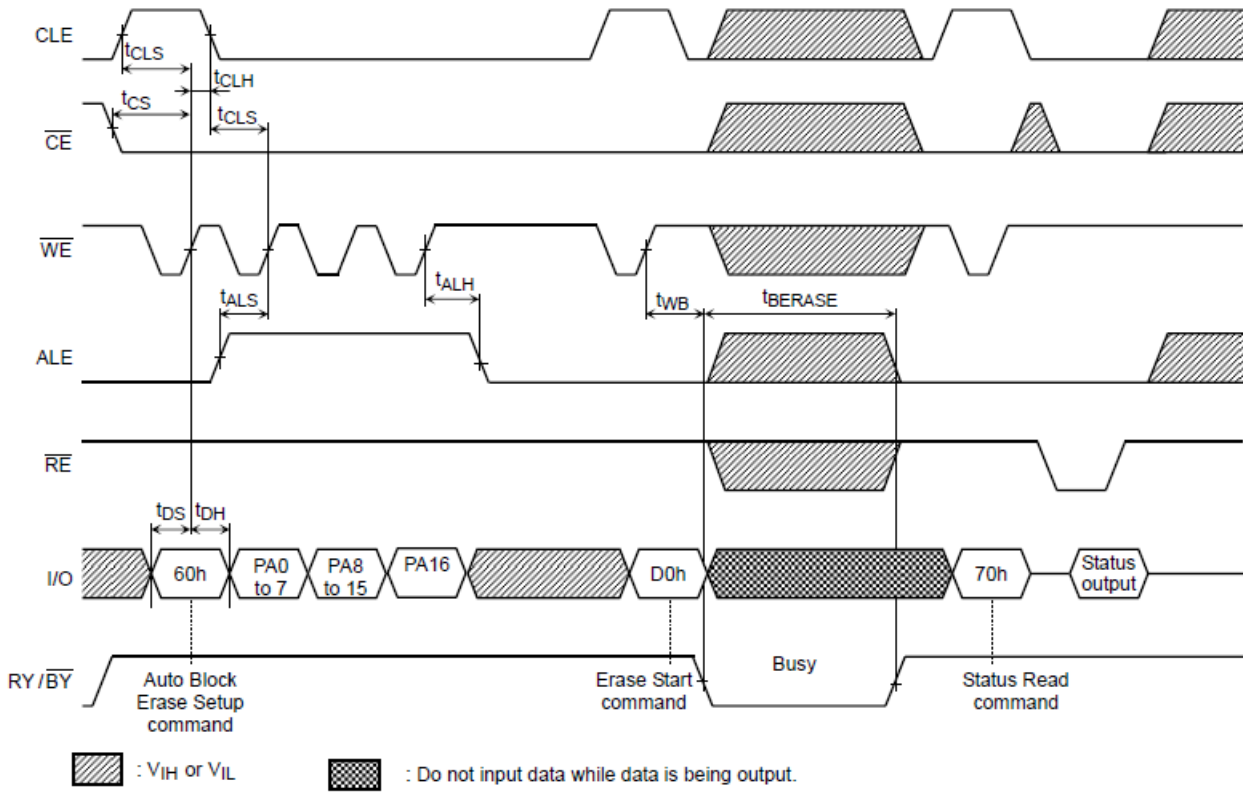 CLE
tCLS
tCLH
tCS
tCLS
CE
WE
tALS
tALH
tWB
tBERASE
ALE
RE
tDS
tDH
I/O
60h
PA0
to 7
PA8
to 15
PA16
D0h
70h
Status
output
RY/BY
Busy
Auto Block
Erase Setup
command
Erase Start
command
Status Read
command
: VIH or VIL
: Do not input data while data is being output.